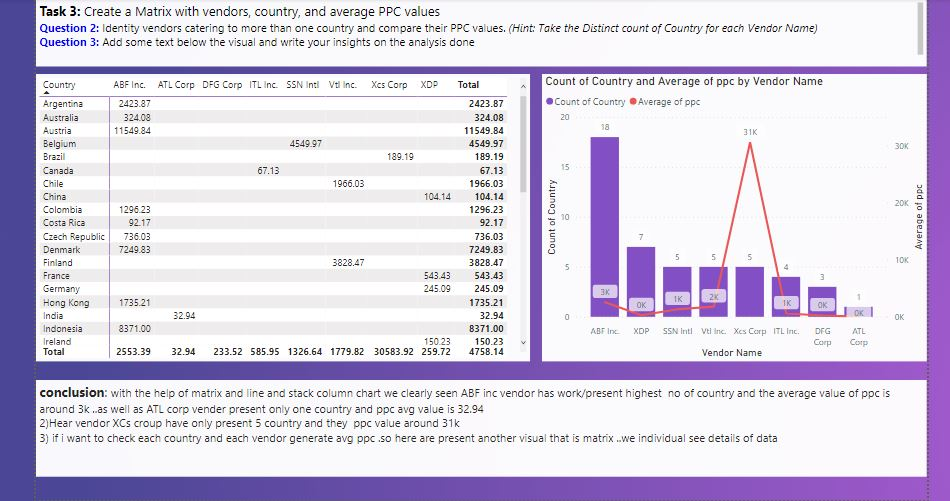 Task 3: Create a Matrix with vendors, country, and average PPC values
Question 2: Identify vendors catering to more than one country and compare their PPC values. (Hint: Take the Distinct count of Country for each Vendor Name)
Question 3: Add some text below the visual and write your insights on the analysis done
Country ABF Inc. ATL Corp DFG Corp ITL Inc. SSN Intl Vtl Inc. Xcs Corp XDP Total
Argentina 2423.87 2423.87
Australia 324.08 324.08
Austria 11549.84 11549.84
Belgium 4549.97 4549.97
Brazil 189.19 189.19
Canada 67.13 67.13
Chile 1966.03 1966.03
China 104.14 104.14
Colombia 1296.23 1296.23
Costa Rica 92.17 92.17
Czech Republic 736.03 736.03
Denmark 7249.83 7249.83
Finland 3828.47 3828.47
France 543.43 543.43
Germany 245.09 245.09
Hong Kong 1735.21 1735.21
India 32.94 32.94
Indonesia 8371.00 8371.00
Ireland 150.23 150.23
Total 2553.39 32.94 233.52 585.95 1326.64 1779.82 30583.92 259.72 4758.14
Count of Country and Average of ppc by Vendor Name
Count of Country Average of ppc
20
15
10
5
0
Count of Country
18
7
5
5
5
4
3
1
3K
0K
1K
2K
31K
1K
0K
0K
30K
20K
10K
0K
Average of ppc
ABF Inc. XDP SSN Intl Vtl Inc. Xcs Corp ITL Inc. DFG Corp ATL Corp
Vendor Name
conclusion: with the help of matrix and line and stack column chart we clearly seen ABF inc vendor has work/present highest no of country and the average value of ppc is
around 3k ..as well as ATL corp vender present only one country and ppc avg value is 32.94
2)Hear vendor XCs croup have only present 5 country and they ppc value around 31k
3) if i want to check each country and each vendor generate avg ppc .so here are present another visual that is matrix ..we individual see details of data